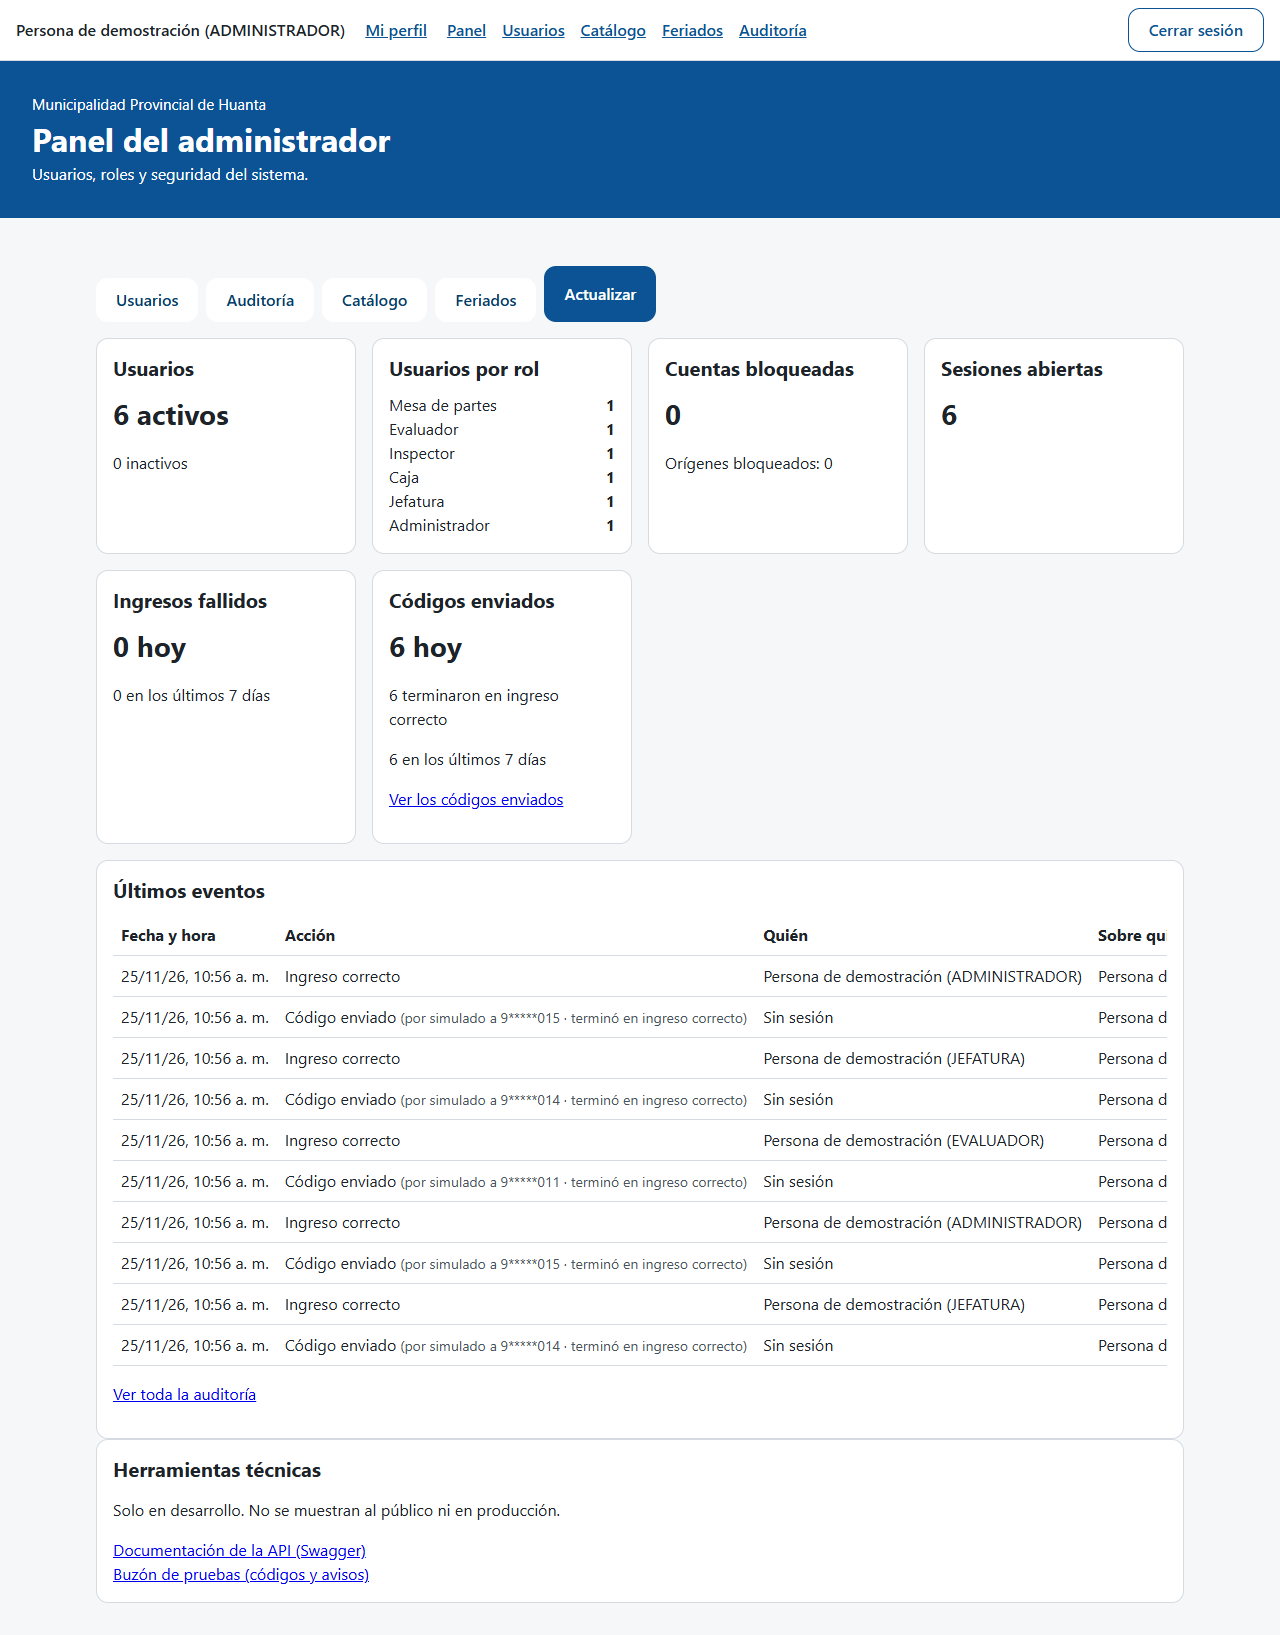 Persona de demostración (ADMINISTRADOR) Mi perfil Panel Usuarios Catálogo Feriados Auditoría Cerrar sesión
Municipalidad Provincial de Huanta
Panel del administrador
Usuarios, roles y seguridad del sistema.
Usuarios Auditoría Catálogo Feriados Actualizar
Usuarios
6 activos
0 inactivos
Usuarios por rol
Mesa de partes 1
Evaluador 1
Inspector 1
Caja 1
Jefatura 1
Administrador 1
Cuentas bloqueadas
0
Orígenes bloqueados: 0
Sesiones abiertas
6
Ingresos fallidos
0 hoy
0 en los últimos 7 días
Códigos enviados
6 hoy
6 terminaron en ingreso
correcto
6 en los últimos 7 días
Ver los códigos enviados
Últimos eventos
Fecha y hora Acción Quién Sobre qu
25/11/26, 10:56 a. m. Ingreso correcto Persona de demostración (ADMINISTRADOR) Persona d
25/11/26, 10:56 a. m. Código enviado (por simulado a 9*****015 · terminó en ingreso correcto) Sin sesión Persona d
25/11/26, 10:56 a. m. Ingreso correcto Persona de demostración (JEFATURA) Persona d
25/11/26, 10:56 a. m. Código enviado (por simulado a 9*****014 · terminó en ingreso correcto) Sin sesión Persona d
25/11/26, 10:56 a. m. Ingreso correcto Persona de demostración (EVALUADOR) Persona d
25/11/26, 10:56 a. m. Código enviado (por simulado a 9*****011 · terminó en ingreso correcto) Sin sesión Persona d
25/11/26, 10:56 a. m. Ingreso correcto Persona de demostración (ADMINISTRADOR) Persona d
25/11/26, 10:56 a. m. Código enviado (por simulado a 9*****015 · terminó en ingreso correcto) Sin sesión Persona d
25/11/26, 10:56 a. m. Ingreso correcto Persona de demostración (JEFATURA) Persona d
25/11/26, 10:56 a. m. Código enviado (por simulado a 9*****014 · terminó en ingreso correcto) Sin sesión Persona d
Ver toda la auditoría
Herramientas técnicas
Solo en desarrollo. No se muestran al público ni en producción.
Documentación de la API (Swagger)
Buzón de pruebas (códigos y avisos)